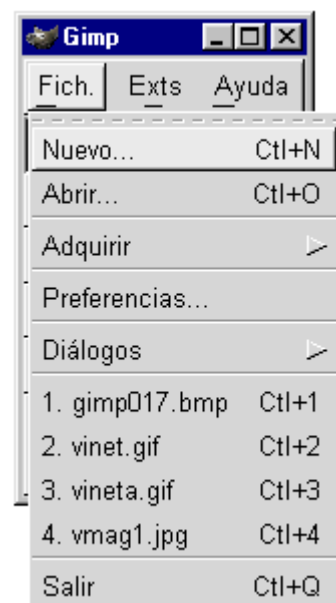 Gimp
Fich. Exts Ayuda
Nuevo... Ctl+N
Abrir... Ctl+O
Adquirir
Preferencias...
Diálogos
1. gimp017.bmp Ctl+1
2. vinet.gif Ctl+2
3. vineta.gif Ctl+3
4. vmag1.jpg Ctl+4
Salir Ctl+Q